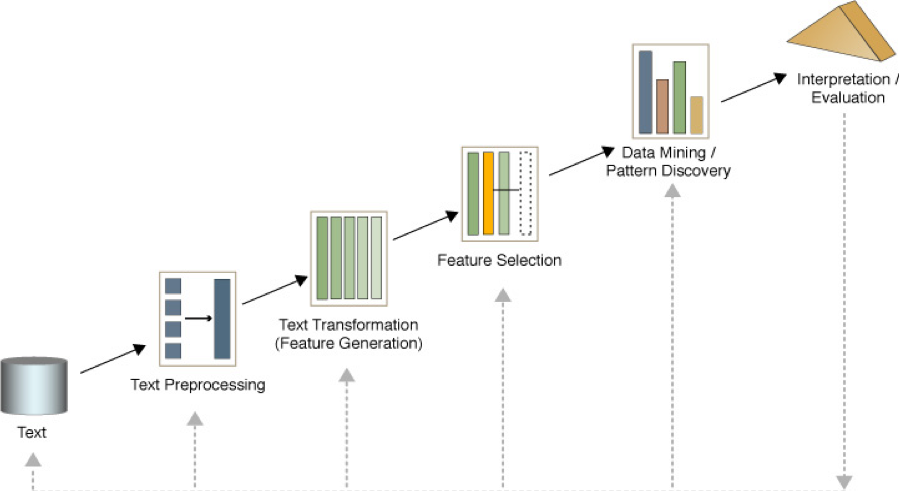 Interpretation /
Evaluation
Data Mining /
Pattern Discovery
Feature Selection
Text Transformation
(Feature Generation)
Text Preprocessing
Text